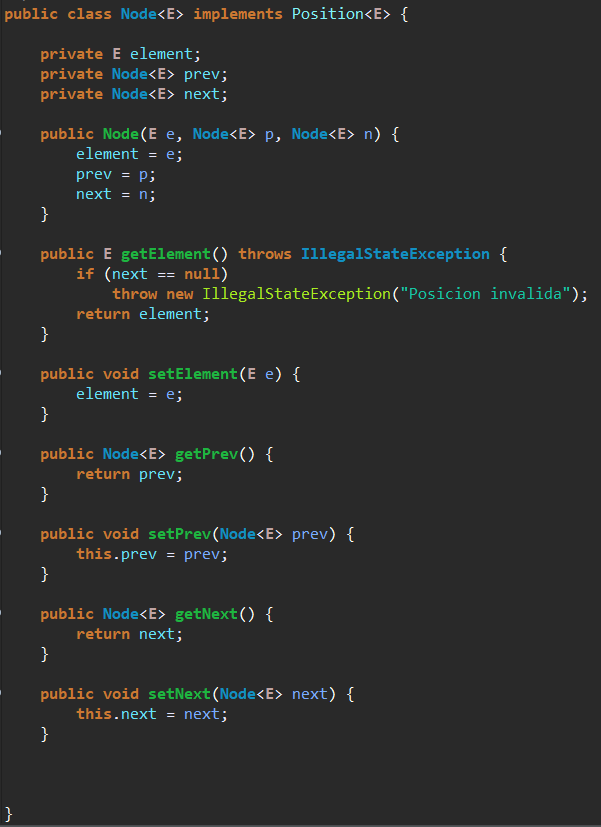 public class Node<E> implements Position<E> {
private E element;
private Node<E> prev;
private Node<E> next;
public Node(E e, Node<E> p, Node<E> n) {
element = e;
prev = p;
next = n;
}
public E getElement() throws IllegalStateException {
if (next == null)
throw new IllegalStateException("Posicion invalida");
return element;
}
public void setElement(E e) {
element = e;
}
public Node<E> getPrev() {
return prev;
}
public void setPrev(Node<E> prev) {
this.prev = prev;
}
public Node<E> getNext() {
return next;
}
public void setNext(Node<E> next) {
this.next = next;
}
}